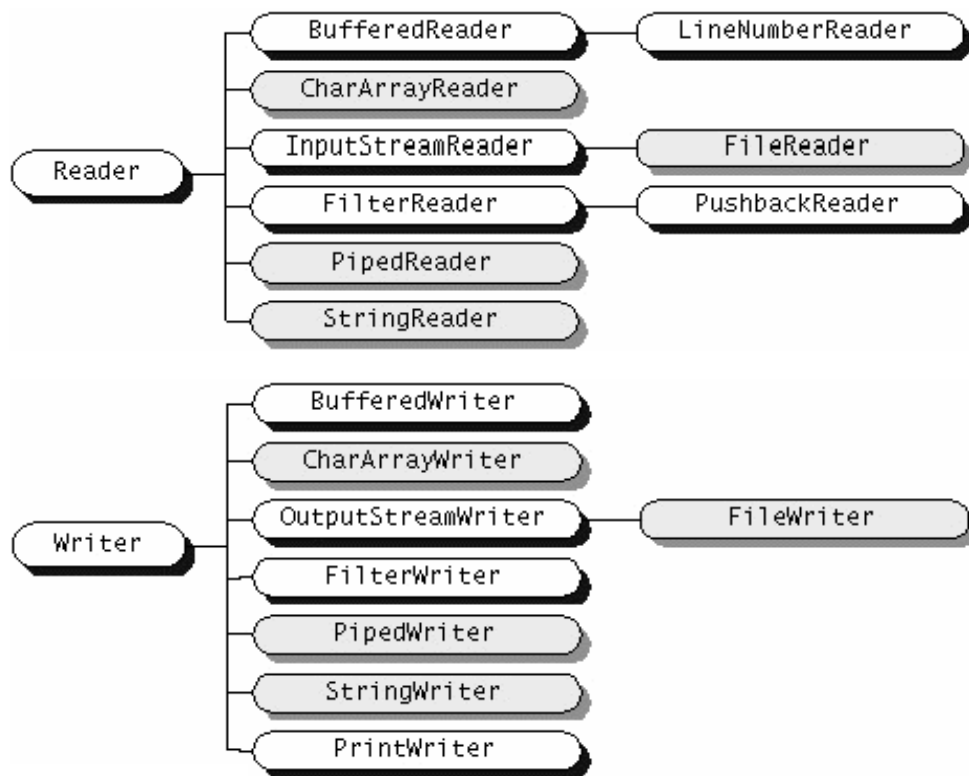 BufferedReader
LineNumberReader
CharArrayReader
InputStreamReader
FileReader
Reader
FilterReader
PushbackReader
PipedReader
StringReader
BufferedWriter
CharArrayWriter
OutputStreamWriter
FileWriter
Writer
FilterWriter
PipedWriter
StringWriter
PrintWriter